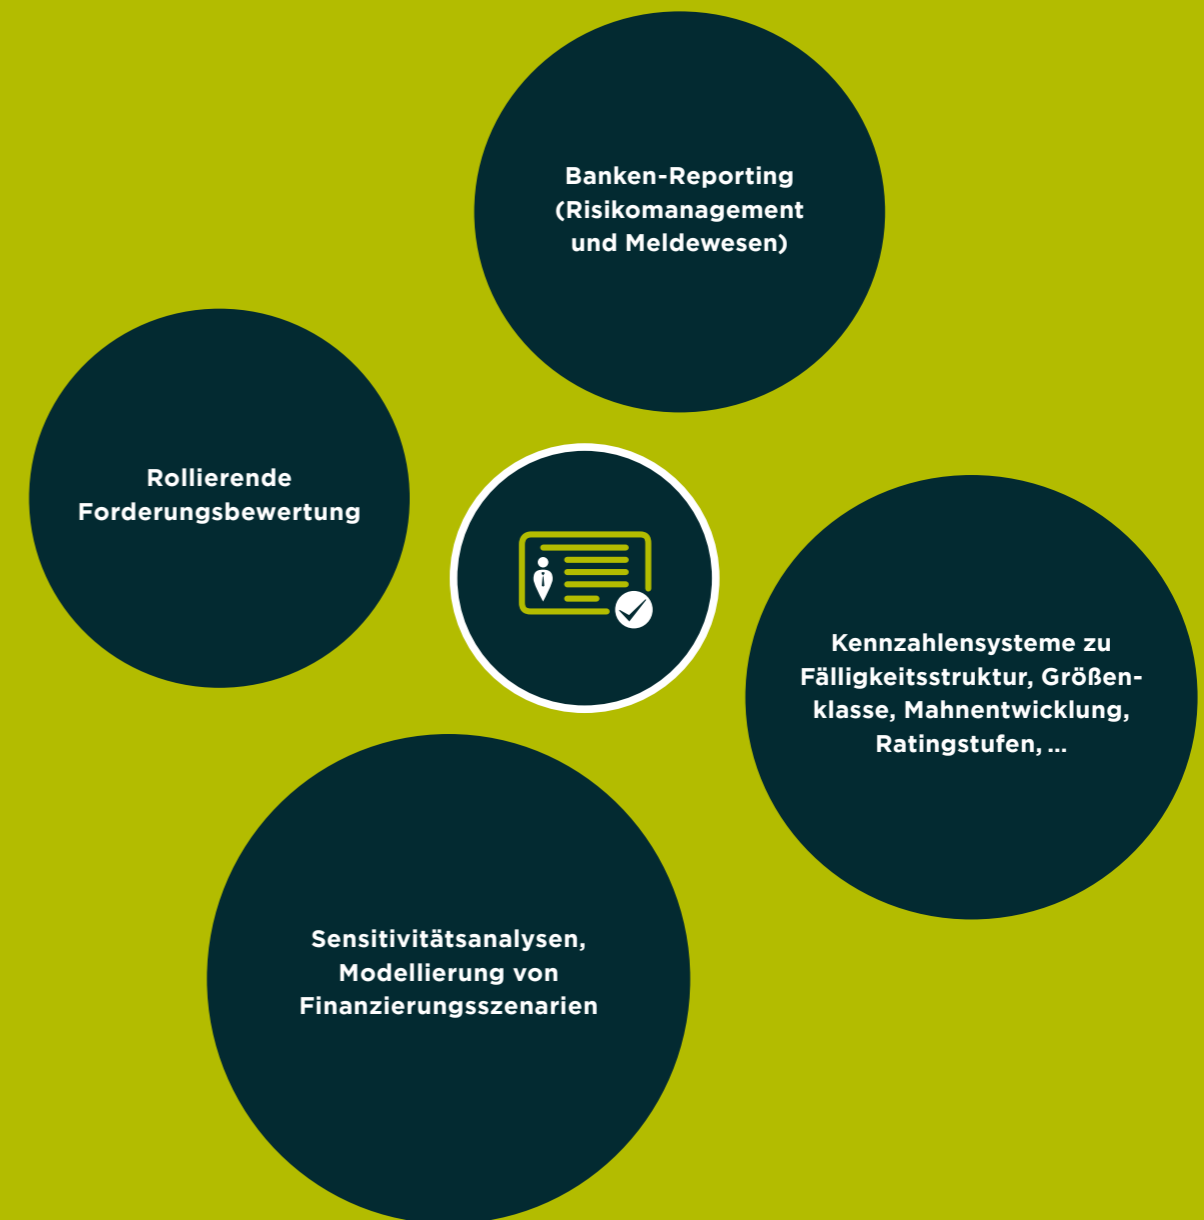 Banken-Reporting
(Risikomanagement
und Meldewesen)
Rollierende
Forderungsbewertung
Kennzahlensysteme zu
Fälligkeitsstruktur, Größen-
klasse, Mahnentwicklung,
Ratingstufen, ...
Sensitivitätsanalysen,
Modellierung von
Finanzierungsszenarien